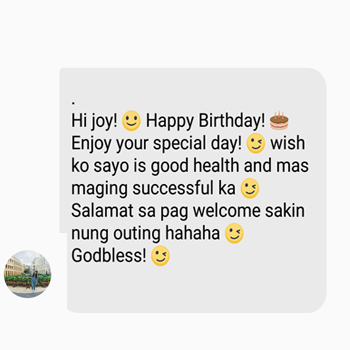 .
Hi joy! 🙂 Happy Birthday! 🎂
Enjoy your special day! 😉 wish
ko sayo is good health and mas
maging successful ka 😉
Salamat sa pag welcome sakin
nung outing hahaha 😉
Godbless! 😉